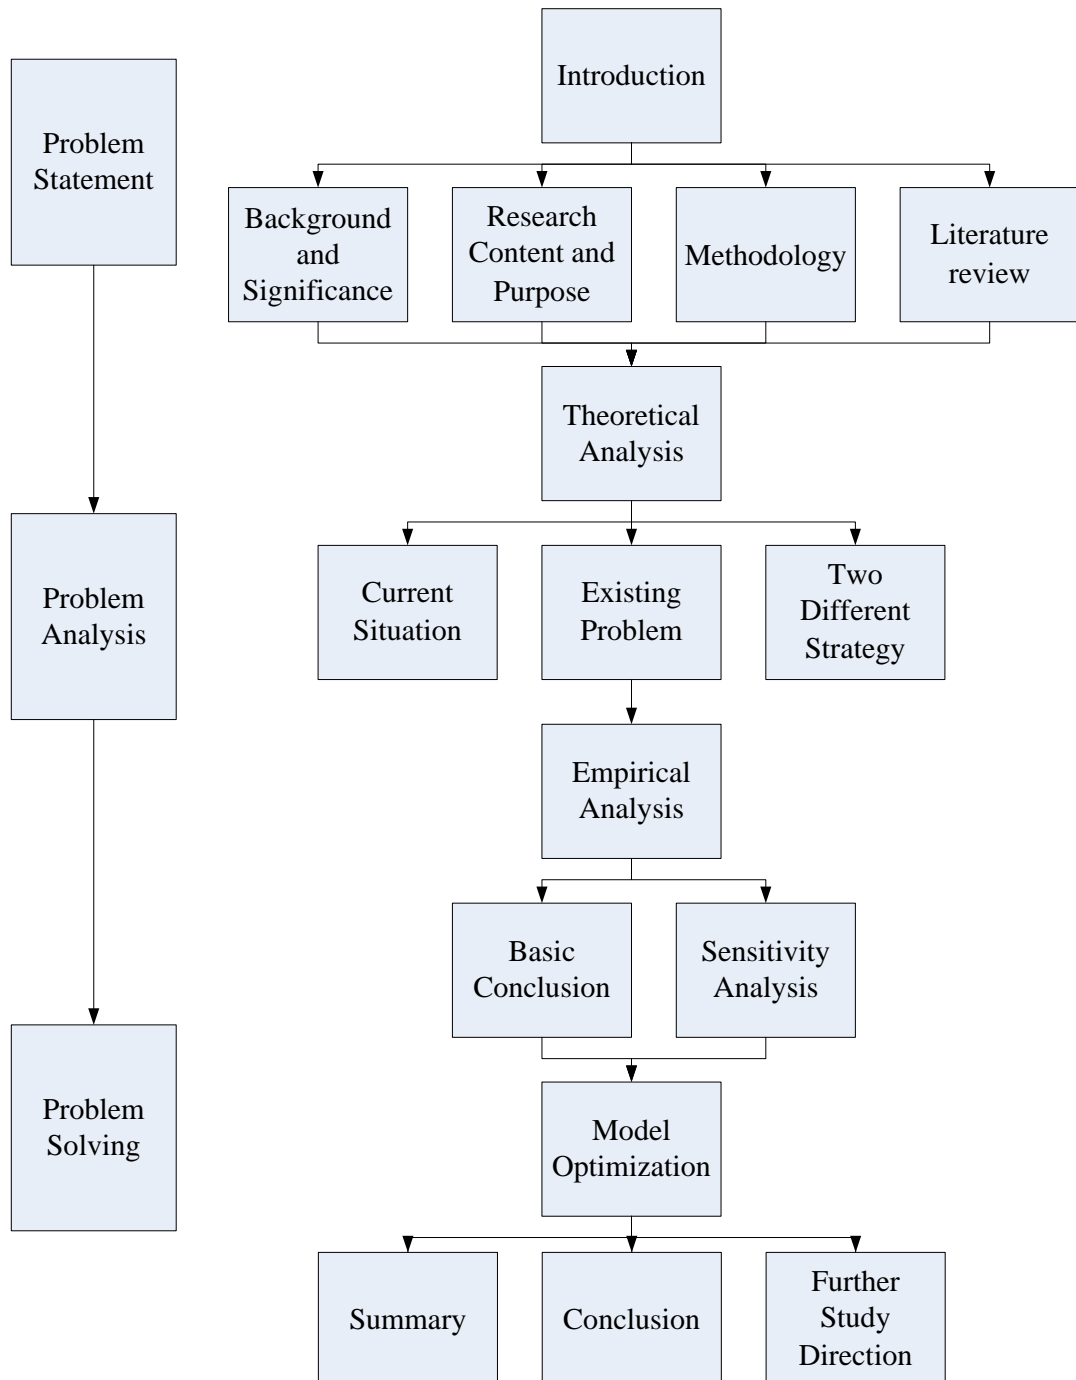 Introduction
Problem
Statement
Background
and
Significance
Research
Content and
Purpose
Methodology
Literature
review
Theoretical
Analysis
Problem
Analysis
Current
Situation
Existing
Problem
Two
Different
Strategy
Empirical
Analysis
Basic
Conclusion
Sensitivity
Analysis
Problem
Solving
Model
Optimization
Summary
Conclusion
Further
Study
Direction